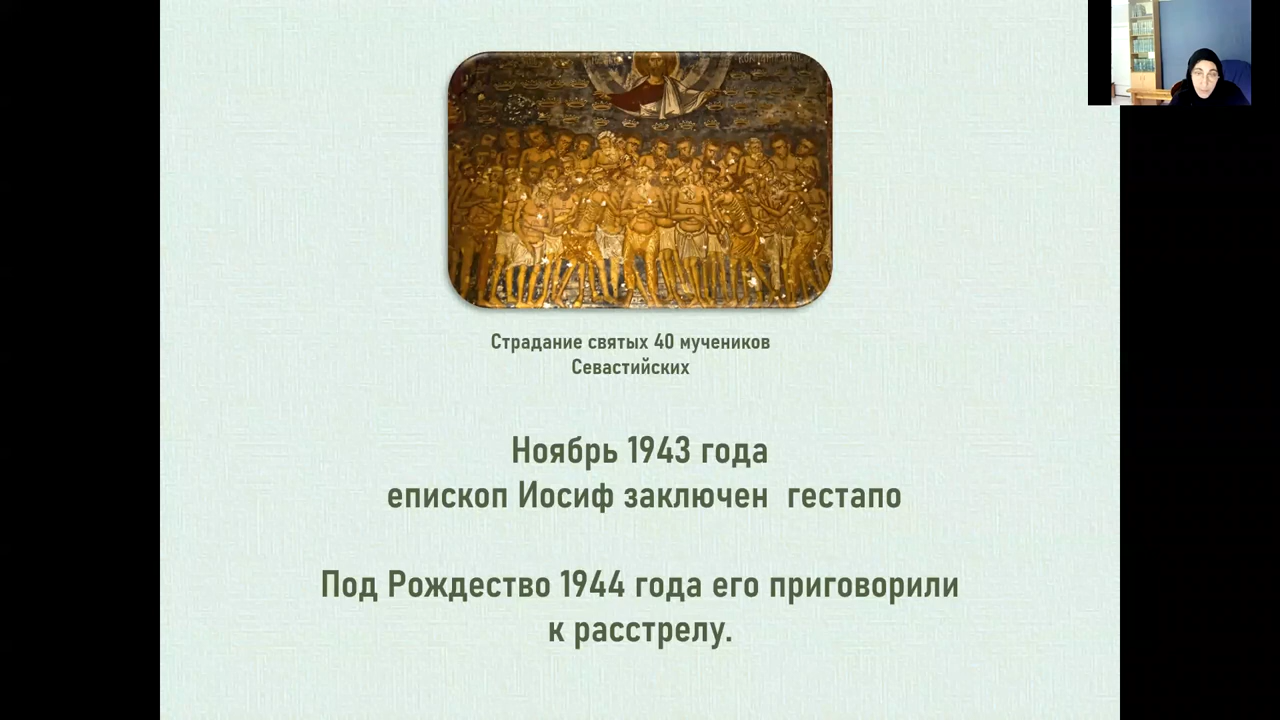 Страдание святых 40 мучеников
Севастийских
Ноябрь 1943 года
епископ Иосиф заключен  гестапо
Под Рождество 1944 года его приговорили
к расстрелу.